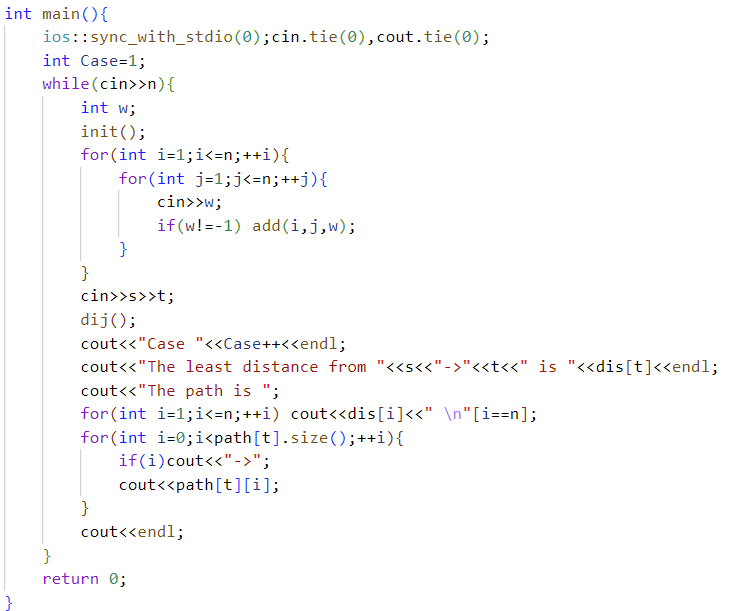 int main(){
    ios::sync_with_stdio(0);cin.tie(0),cout.tie(0);
    int Case=1;
    while(cin>>n){
        int w;
        init();
        for(int i=1;i<=n;++i){
            for(int j=1;j<=n;++j){
                cin>>w;
                if(w!=-1) add(i,j,w);
            }
        }
        cin>>s>>t;
        dij();
        cout<<"Case "<<Case++<<endl;
        cout<<"The least distance from "<<s<<"->"<<t<<" is "<<dis[t]<<endl;
        cout<<"The path is ";
        for(int i=1;i<=n;++i) cout<<dis[i]<<" \n"[i==n];
        for(int i=0;i<path[t].size();++i){
            if(i)cout<<"->";
            cout<<path[t][i];
        }
        cout<<endl;
    }
    return 0;
}